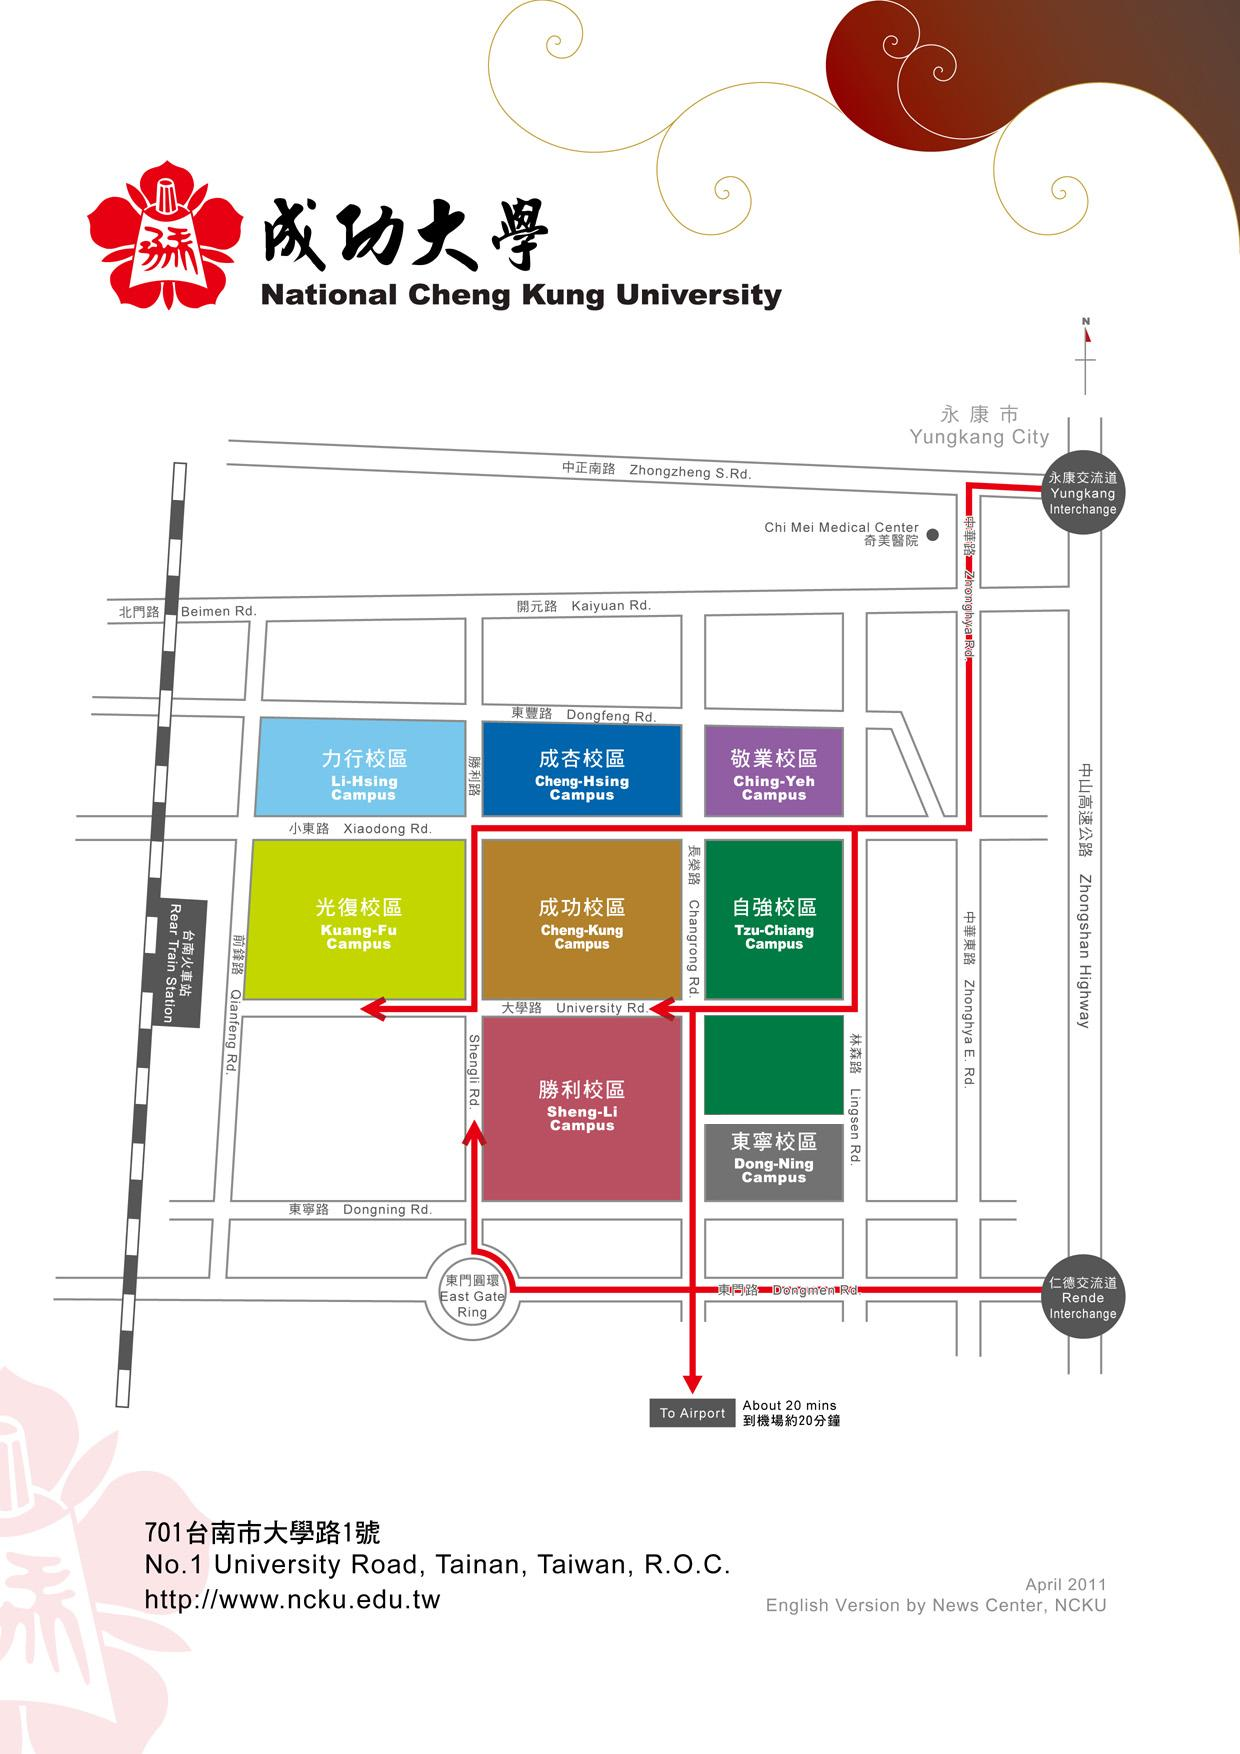 成功大學
National Cheng Kung University
N
永康市
Yungkang City
中正南路 Zhongzheng S.Rd.
永康交流道
Yungkang
Interchange
Chi Mei Medical Center
奇美醫院
中華路 Zhonghya Rd.
北門路 Beimen Rd.
開元路 Kaiyuan Rd.
東豐路 Dongfeng Rd.
力行校區
Li-Hsing
Campus
勝利路
成杏校區
Cheng-Hsing
Campus
敬業校區
Ching-Yeh
Campus
中山高速公路 Zhongshan Highway
小東路 Xiaodong Rd.
光復校區
Kuang-Fu
Campus
成功校區
Cheng-Kung
Campus
長榮路 Changrong Rd.
自強校區
Tzu-Chiang
Campus
台南火車站
Rear Train Station
前鋒路 Qianfeng Rd.
中華東路 Zhonghya E. Rd.
大學路 University Rd.
Shengli Rd.
勝利校區
Sheng-Li
Campus
林森路 Lingsen Rd.
東寧校區
Dong-Ning
Campus
東寧路 Dongning Rd.
東門圓環
East Gate
Ring
東門路 Dongmen Rd.
仁德交流道
Rende
Interchange
To Airport
About 20 mins
到機場約20分鐘
701台南市大學路1號
No.1 University Road, Tainan, Taiwan, R.O.C.
http://www.ncku.edu.tw
April 2011
English Version by News Center, NCKU